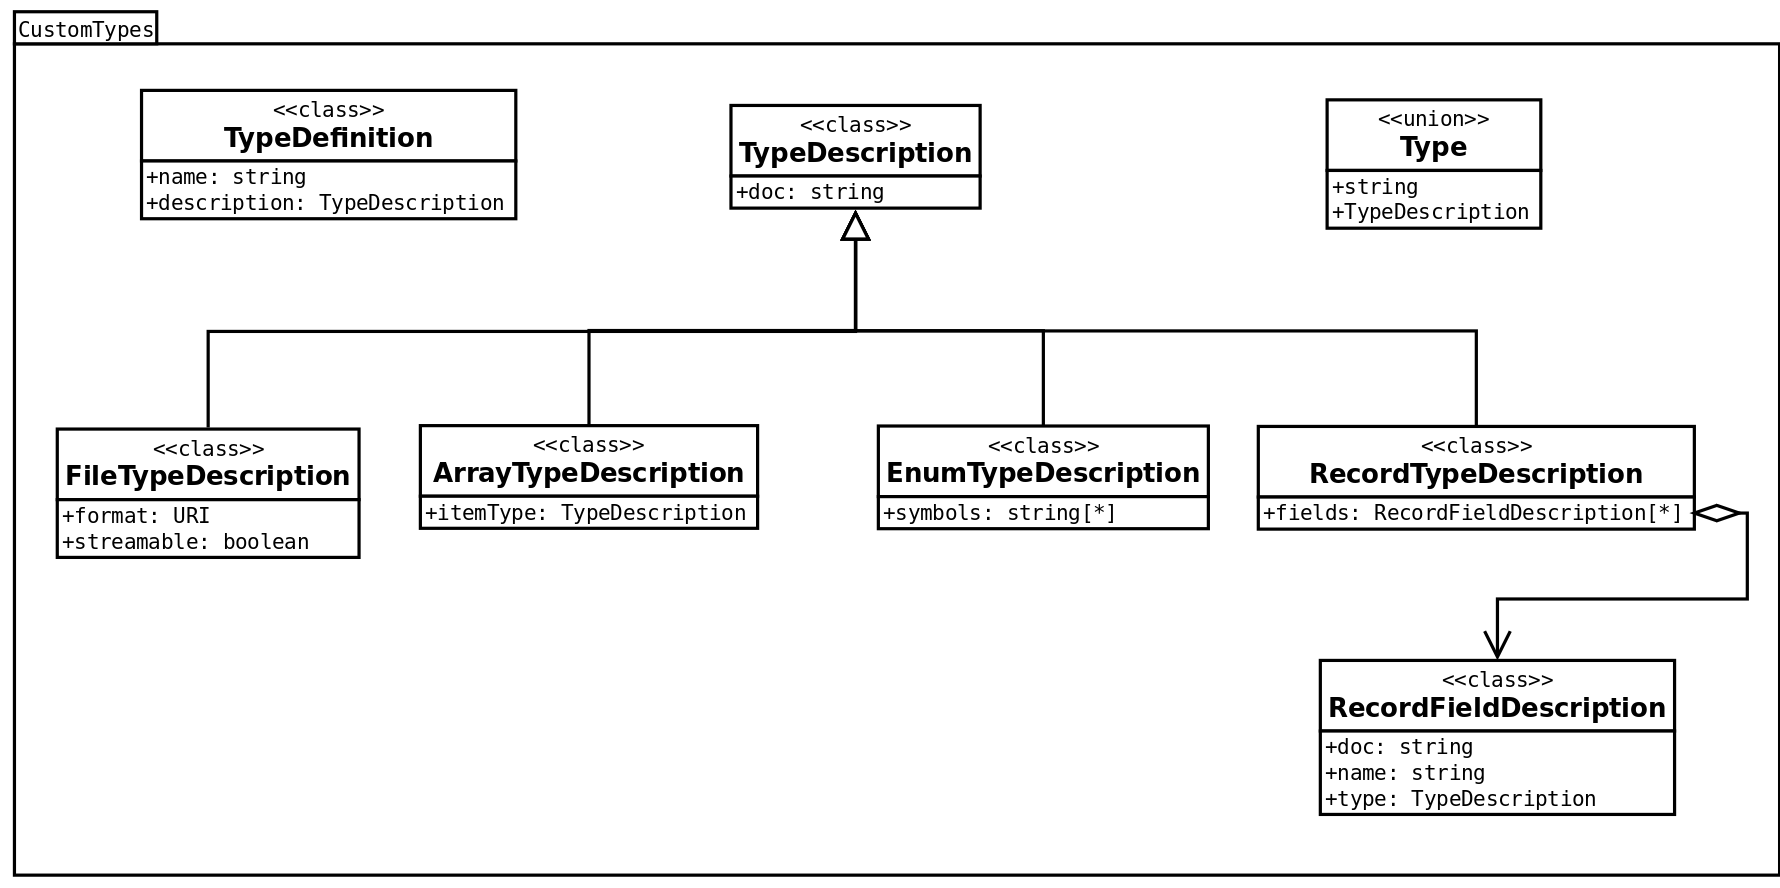 CustomTypes
<<class>>
TypeDefinition
+name: string
+description: TypeDescription
<<class>>
TypeDescription
+doc: string
<<union>>
Type
+string
+TypeDescription
<<class>>
FileTypeDescription
+format: URI
+streamable: boolean
<<class>>
ArrayTypeDescription
+itemType: TypeDescription
<<class>>
EnumTypeDescription
+symbols: string[*]
<<class>>
RecordTypeDescription
+fields: RecordFieldDescription[*]
<<class>>
RecordFieldDescription
+doc: string
+name: string
+type: TypeDescription